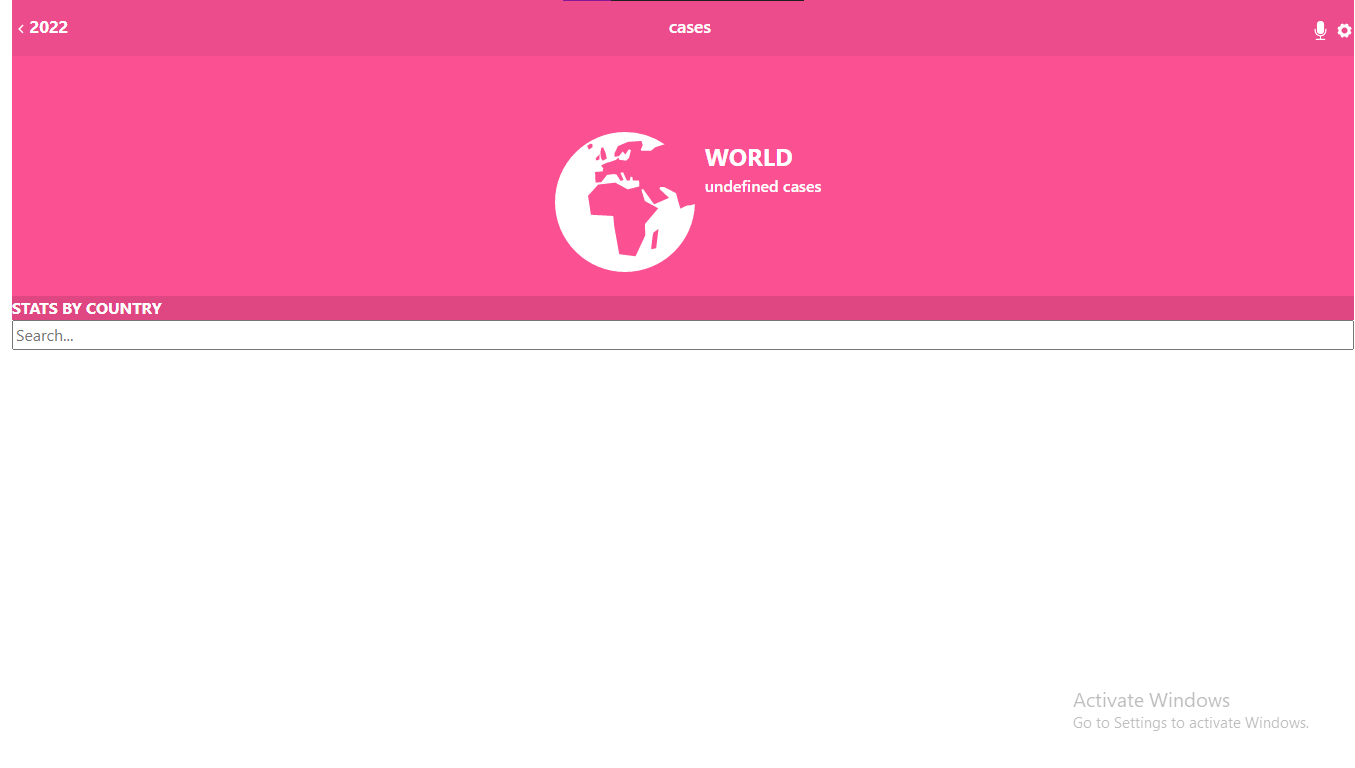 2022
cases
WORLD
undefined cases
STATS BY COUNTRY
Search...
Activate Windows
Go to Settings to activate Windows.